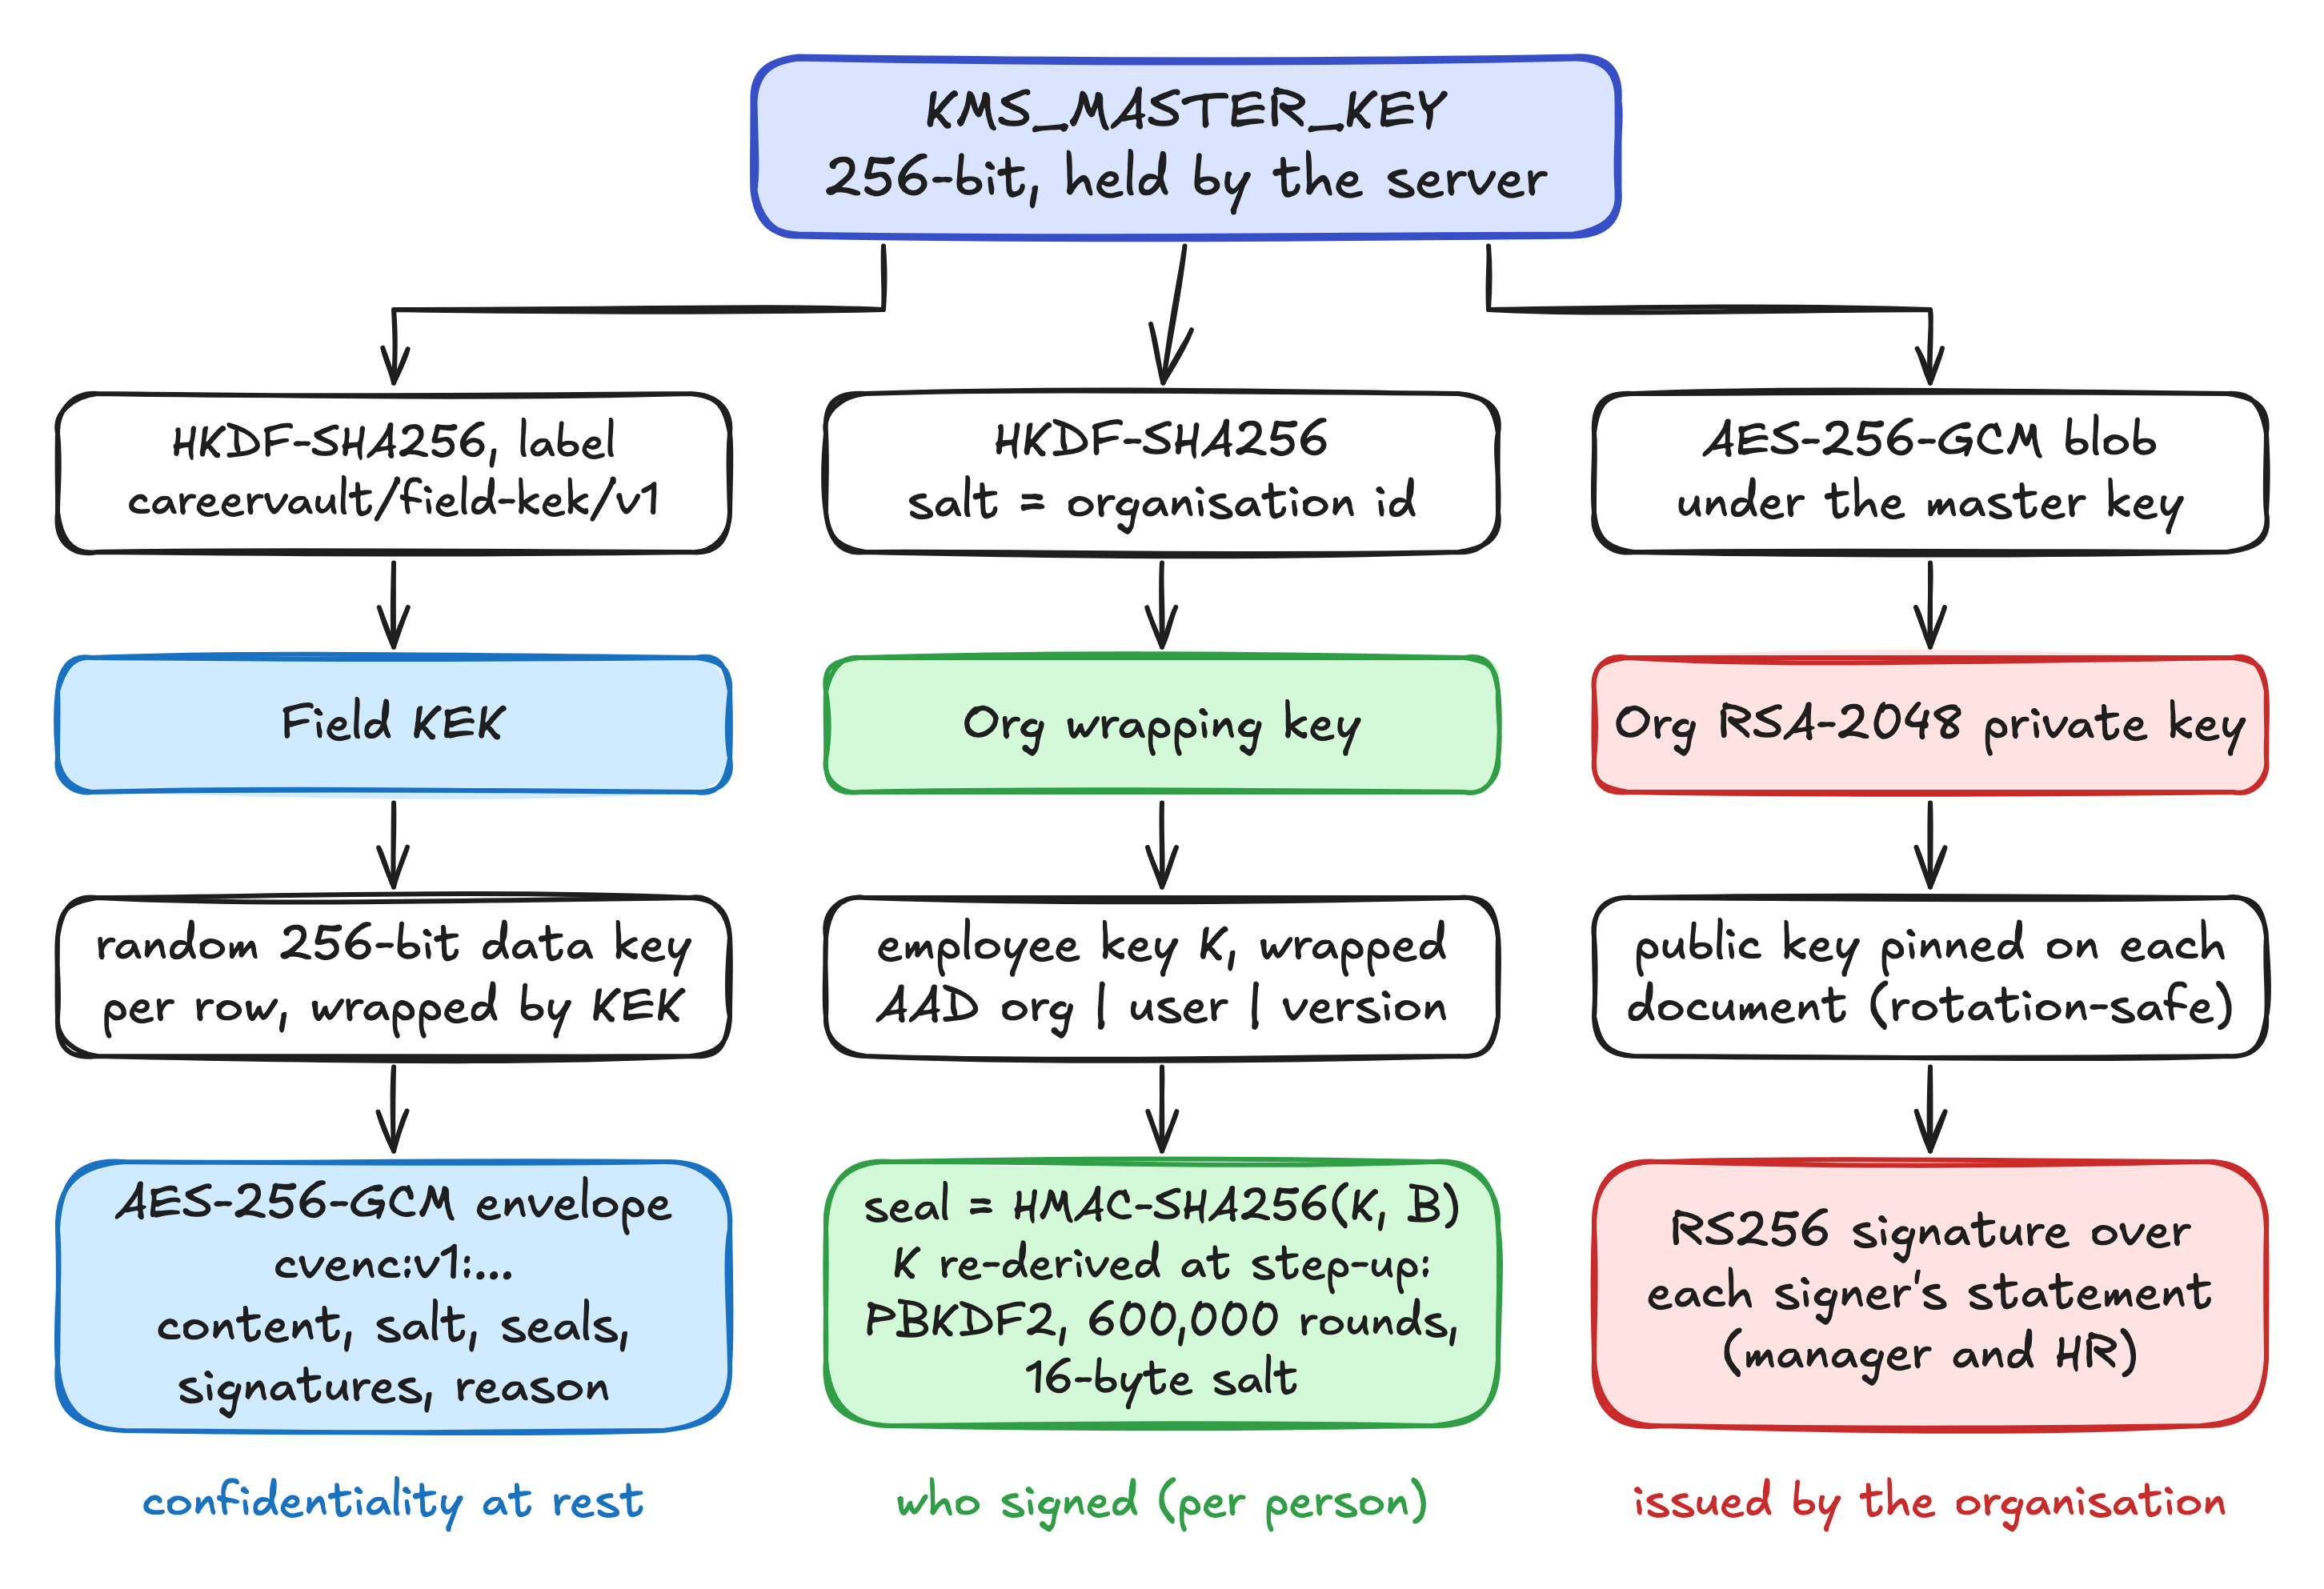 KMS_MASTER_KEY
256-bit, held by the server
HKDF-SHA256, label
careervault/field-kek/v1
HKDF-SHA256
salt = organisation id
AES-256-GCM blob
under the master key
Field KEK
Org wrapping key
Org RSA-2048 private key
random 256-bit data key
per row, wrapped by KEK
employee key K, wrapped
AAD org | user | version
public key pinned on each
document (rotation-safe)
AES-256-GCM envelope
cvenc:v1:...
content, salt, seals,
signatures, reason
seal = HMAC-SHA256(K, B)
K re-derived at step-up:
PBKDF2, 600,000 rounds,
16-byte salt
RS256 signature over
each signer's statement
(manager and HR)
confidentiality at rest
who signed (per person)
issued by the organisation